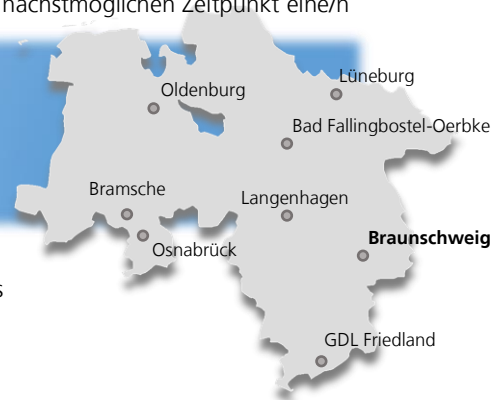 nächstmöglichen Zeitpunkt eine/n
Lüneburg
Oldenburg
Bad Fallingbostel-Oerbke
Bramsche
Langenhagen
Braunschweig
Osnabrück
s
GDL Friedland